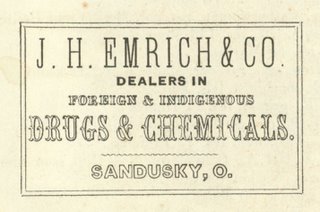 J. H. EMRICH & CO.
DEALERS IN
FOREIGN & INDIGENOUS
DRUGS & CHEMICALS.
SANDUSKY, O.